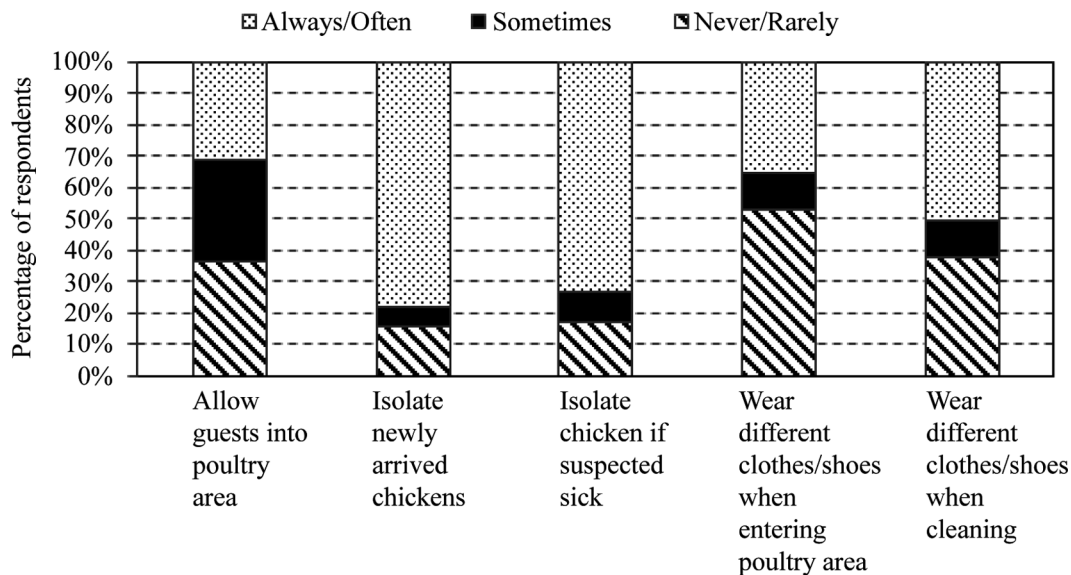 Always/Often Sometimes Never/Rarely
Percentage of respondents
100%
90%
80%
70%
60%
50%
40%
30%
20%
10%
0%
Allow
guests into
poultry
area
Isolate
newly
arrived
chickens
Isolate
chicken if
suspected
sick
Wear
different
clothes/shoes
when
entering
poultry area
Wear
different
clothes/shoes
when
cleaning